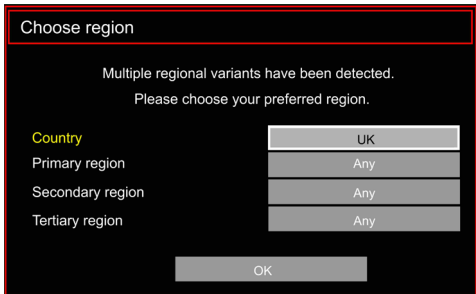 Choose region
Multiple regional variants have been detected.
Please choose your preferred region.
Country UK
Primary region Any
Secondary region Any
Tertiary region Any
OK